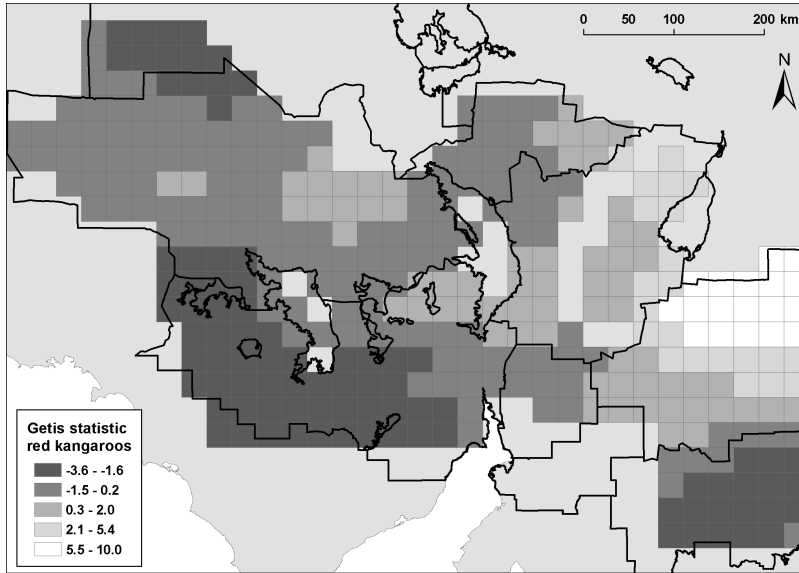 0 50 100 200 km
N
Getis statistic
red kangaroos
-3.6 - -1.6
-1.5 - 0.2
0.3 - 2.0
2.1 - 5.4
5.5 - 10.0